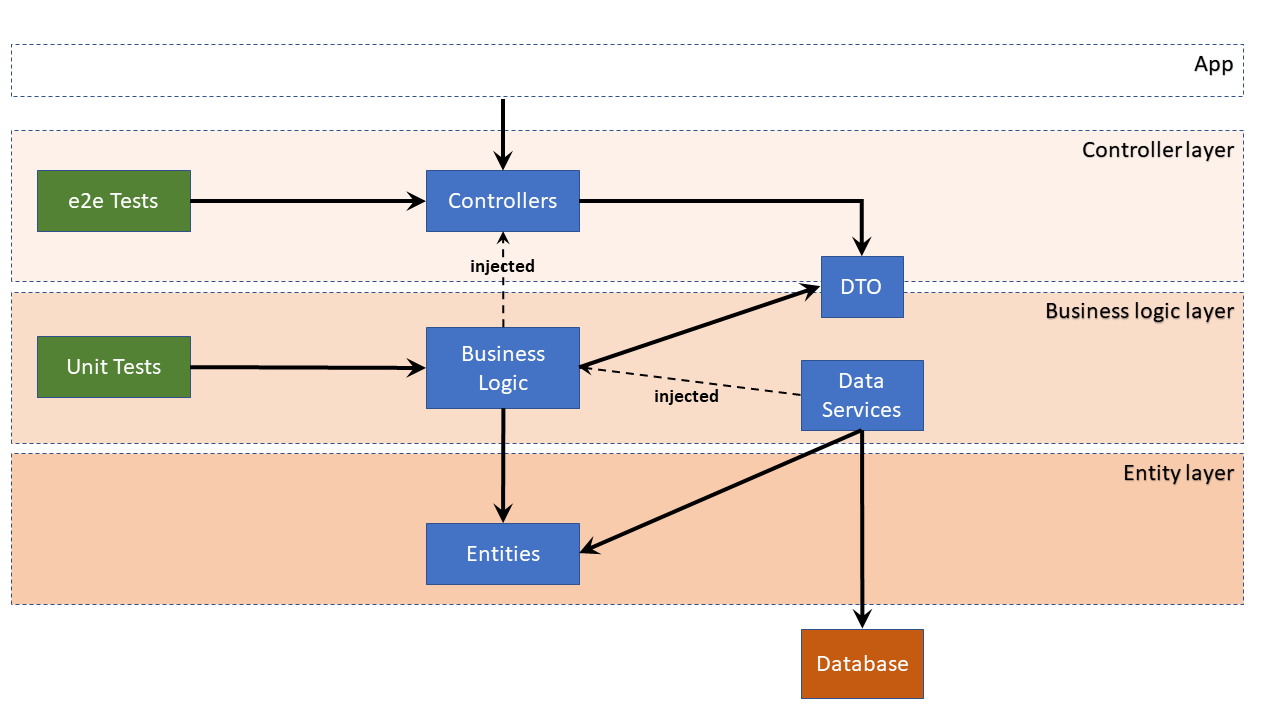 App
Controller layer
e2e Tests
Controllers
injected
DTO
Business logic layer
Unit Tests
Business
Logic
injected
Data
Services
Entity layer
Entities
Database